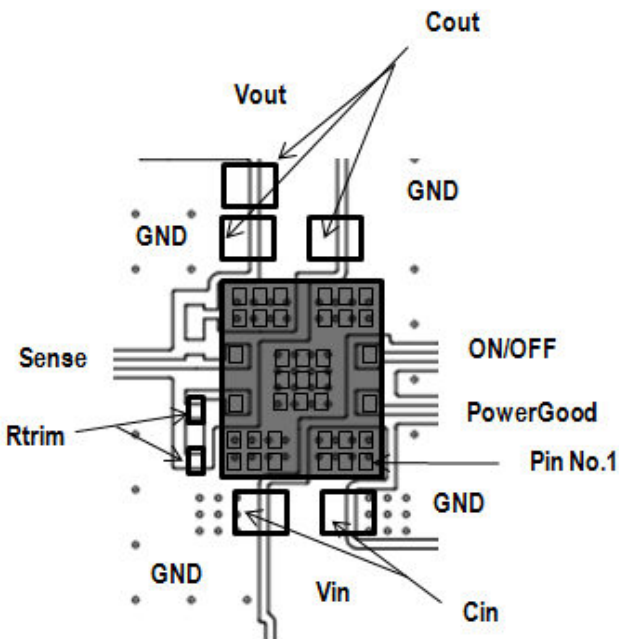 Cout
Vout
GND
GND
Sense
ON/OFF
PowerGood
Rtrim
Pin No.1
GND
GND
Vin
Cin